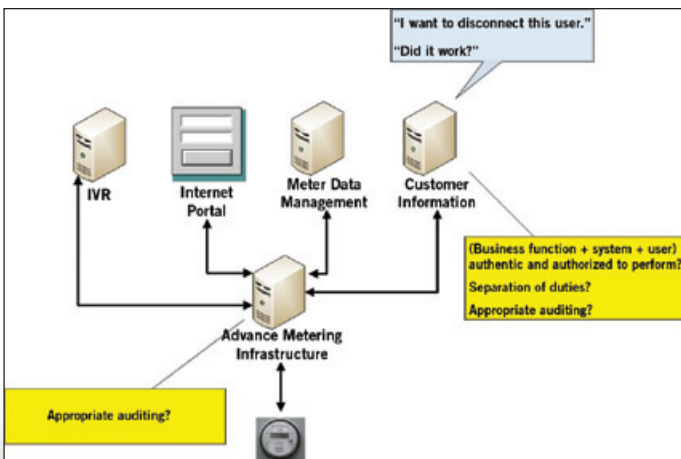 "I want to disconnect this user."
"Did it work?"
IVR
Internet
Portal
Meter Data
Management
Customer
Information
(Business function + system + user)
authentic and authorized to perform?
Separation of duties?
Appropriate auditing?
Advance Metering
Infrastructure
Appropriate auditing?